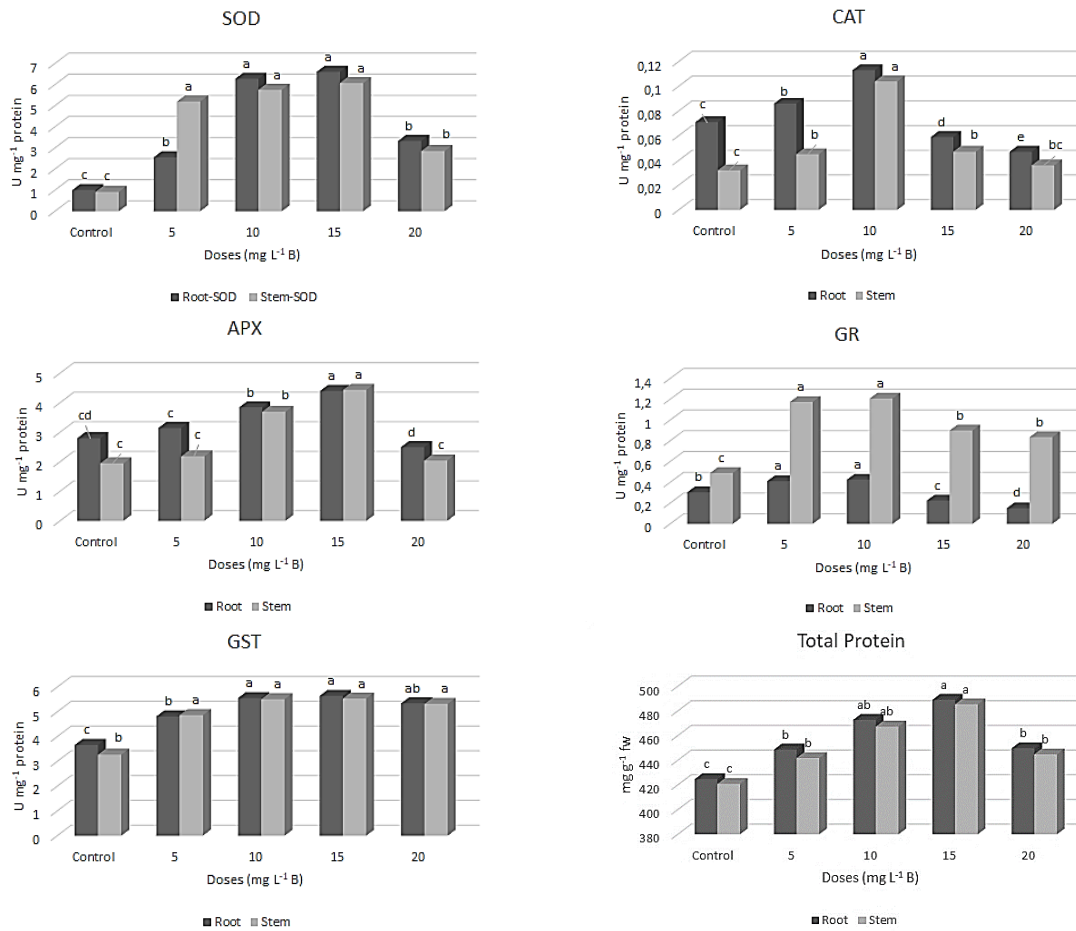 SOD
U mg⁻¹ protein
7
6
5
4
3
2
1
0
c c
b a
a a
a a
b b
Control 5 10 15 20
Doses (mg L⁻¹ B)
Root-SOD Stem-SOD
CAT
U mg⁻¹ protein
0,12
0,1
0,08
0,06
0,04
0,02
0
c c
b b
a a
d b
e bc
Control 5 10 15 20
Doses (mg L⁻¹ B)
Root Stem
APX
U mg⁻¹ protein
5
4
3
2
1
0
cd c
c c
b b
a a
d c
Control 5 10 15 20
Doses (mg L⁻¹ B)
Root Stem
GR
U mg⁻¹ protein
1,4
1,2
1
0,8
0,6
0,4
0,2
0
b c
a a
a a
c b
d b
Control 5 10 15 20
Doses (mg L⁻¹ B)
Root Stem
GST
U mg⁻¹ protein
6
5
4
3
2
1
0
c b
b a
a a
a a
ab a
Control 5 10 15 20
Doses (mg L⁻¹ B)
Root Stem
Total Protein
mg g⁻¹ fw
500
480
460
440
420
400
380
c c
b b
ab ab
a a
b b
Control 5 10 15 20
Doses (mg L⁻¹ B)
Root Stem